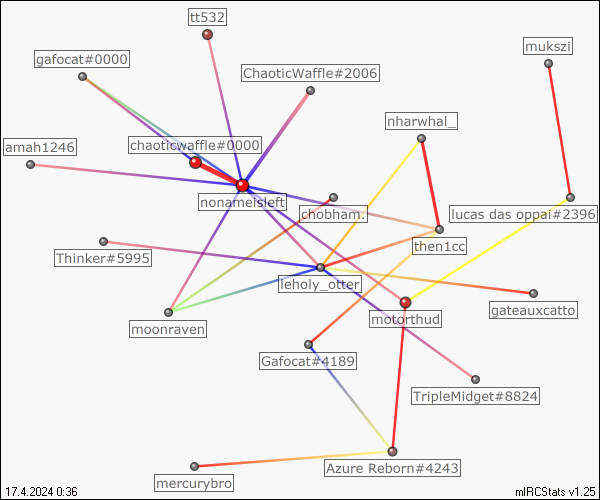 tt532
mukszi
gafocat#0000
ChaoticWaffle#2006
nharwhal_
amah1246
chaoticwaffle#0000
nonameisleft
chobham.
lucas das oppai#2396
then1cc
Thinker#5995
leholy_otter
gateauxcatto
moonraven
motorthud
Gafocat#4189
TripleMidget#8824
Azure Reborn#4243
mercurybro
17.4.2024 0:36
mIRCStats v1.25